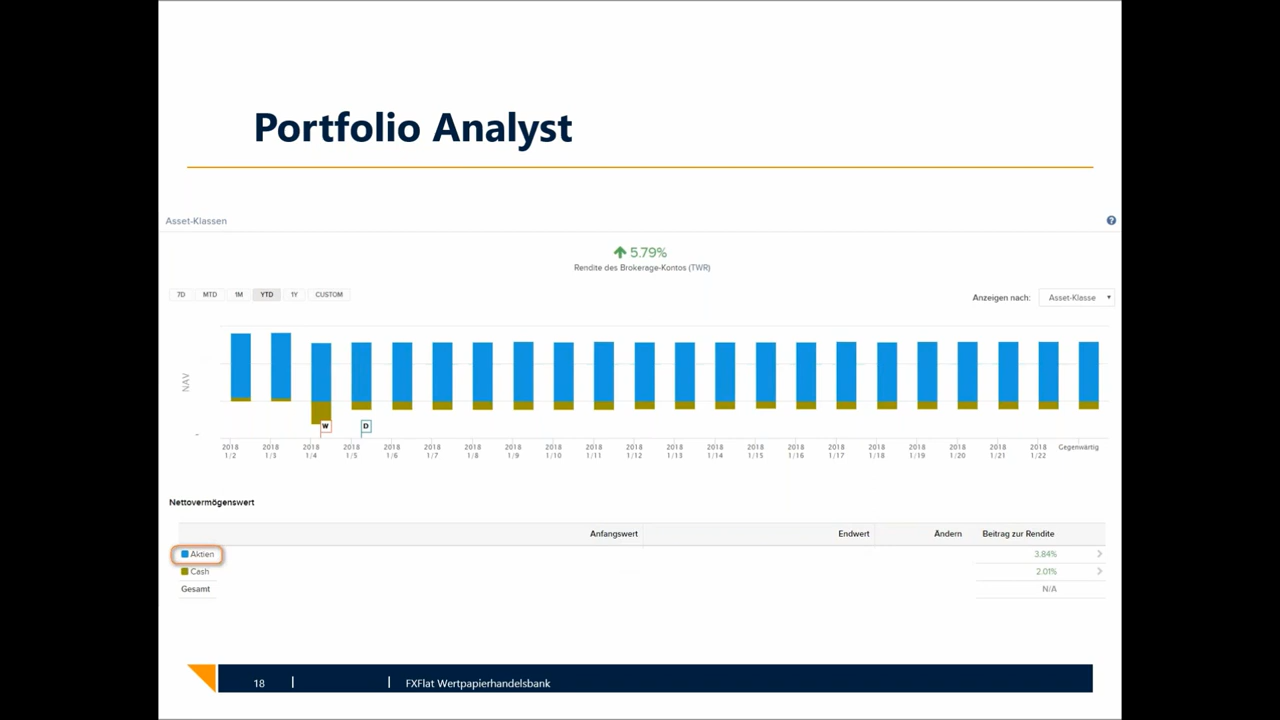 Portfolio Analyst
Asset-Klassen
?
5.79%
Rendite des Brokerage-Kontos (TWR)
7D MTD 1M YTD 1Y CUSTOM
Anzeigen nach: Asset-Klasse
NAV
-
W D
2018 2018 2018 2018 2018 2018 2018 2018 2018 2018 2018 2018 2018 2018 2018 2018 2018 2018 2018 2018 2018 Gegenwärtig
1/2 1/3 1/4 1/5 1/6 1/7 1/8 1/9 1/10 1/11 1/12 1/13 1/14 1/15 1/16 1/17 1/18 1/19 1/20 1/21 1/22
Nettovermögenswert
Anfangswert Endwert Ändern Beitrag zur Rendite
Aktien 3.84%
Cash 2.01%
Gesamt N/A
18 FXFlat Wertpapierhandelsbank